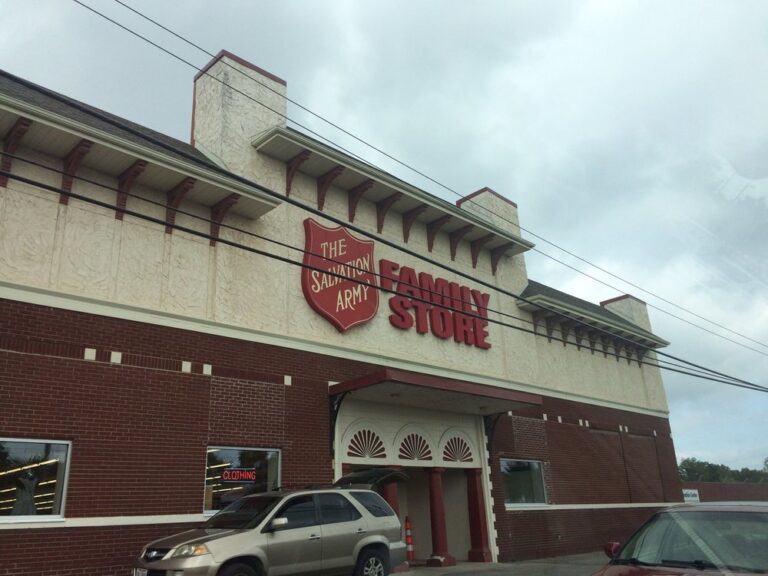 THE
SALVATION
ARMY
FAMILY
STORE
CLOTHING